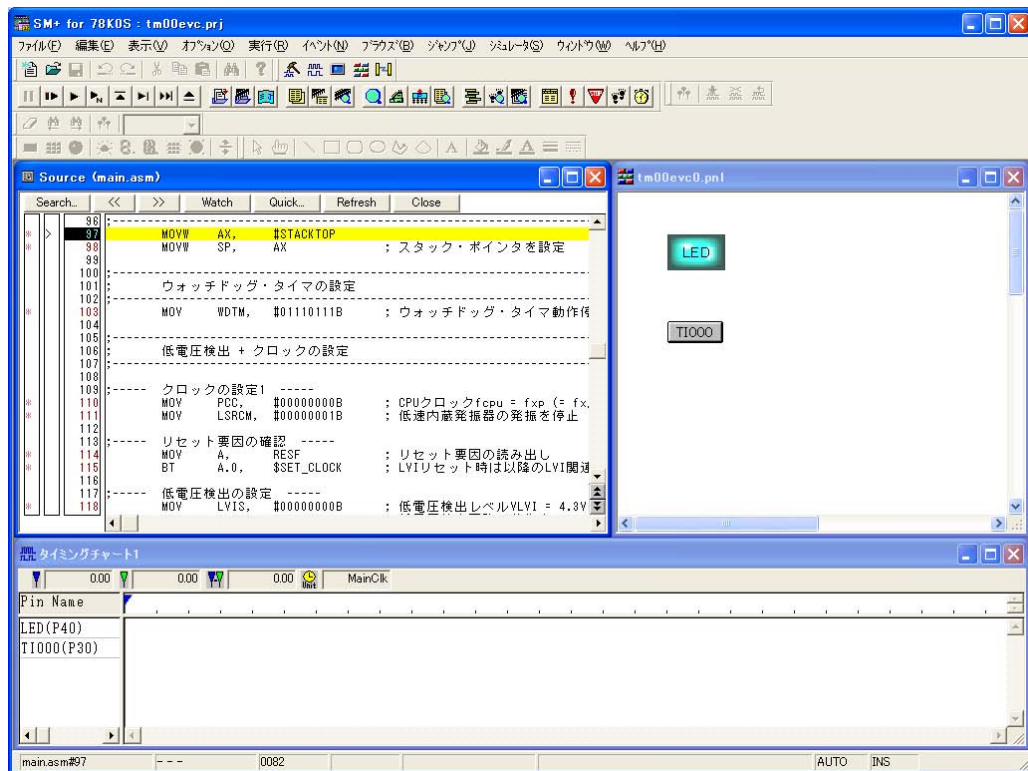 SM+ for 78K0S : tm00evc.prj
ファイル(F) 編集(E) 表示(V) オプション(O) 実行(R) イベント(N) ブラウズ(B) ジャンプ(J) シミュレータ(S) ウィンドウ(W) ヘルプ(H)
Source (main.asm)
Search... << >> Watch Quick... Refresh Close
96 ;--------------------------------------------------
97 MOVW AX, #STACKTOP
98 MOVW SP, AX ; スタック・ポインタを設定
99
100 ;--------------------------------------------------
101 ; ウォッチドッグ・タイマの設定
102 ;--------------------------------------------------
103 MOV WDTM, #01110111B ; ウォッチドッグ・タイマ動作停
104
105 ;--------------------------------------------------
106 ; 低電圧検出 + クロックの設定
107 ;--------------------------------------------------
108
109 ;----- クロックの設定1 -----
110 MOV PCC, #00000000B ; CPUクロックfcpu = fxp (= fx
111 MOV LSRCM, #00000001B ; 低速内蔵発振器の発振を停止
112
113 ;----- リセット要因の確認 -----
114 MOV A, RESF ; リセット要因の読み出し
115 BT A.0, $SET_CLOCK ; LVIリセット時は以降のLVI関連
116
117 ;----- 低電圧検出の設定 -----
118 MOV LVIS, #00000000B ; 低電圧検出レベルVLVI = 4.3V
tm00evc0.pnl
LED
TI000
タイミングチャート1
0.00 0.00 0.00 Unit MainClk
Pin Name
LED(P40)
TI000(P30)
main.asm#97 --- 0082 AUTO INS